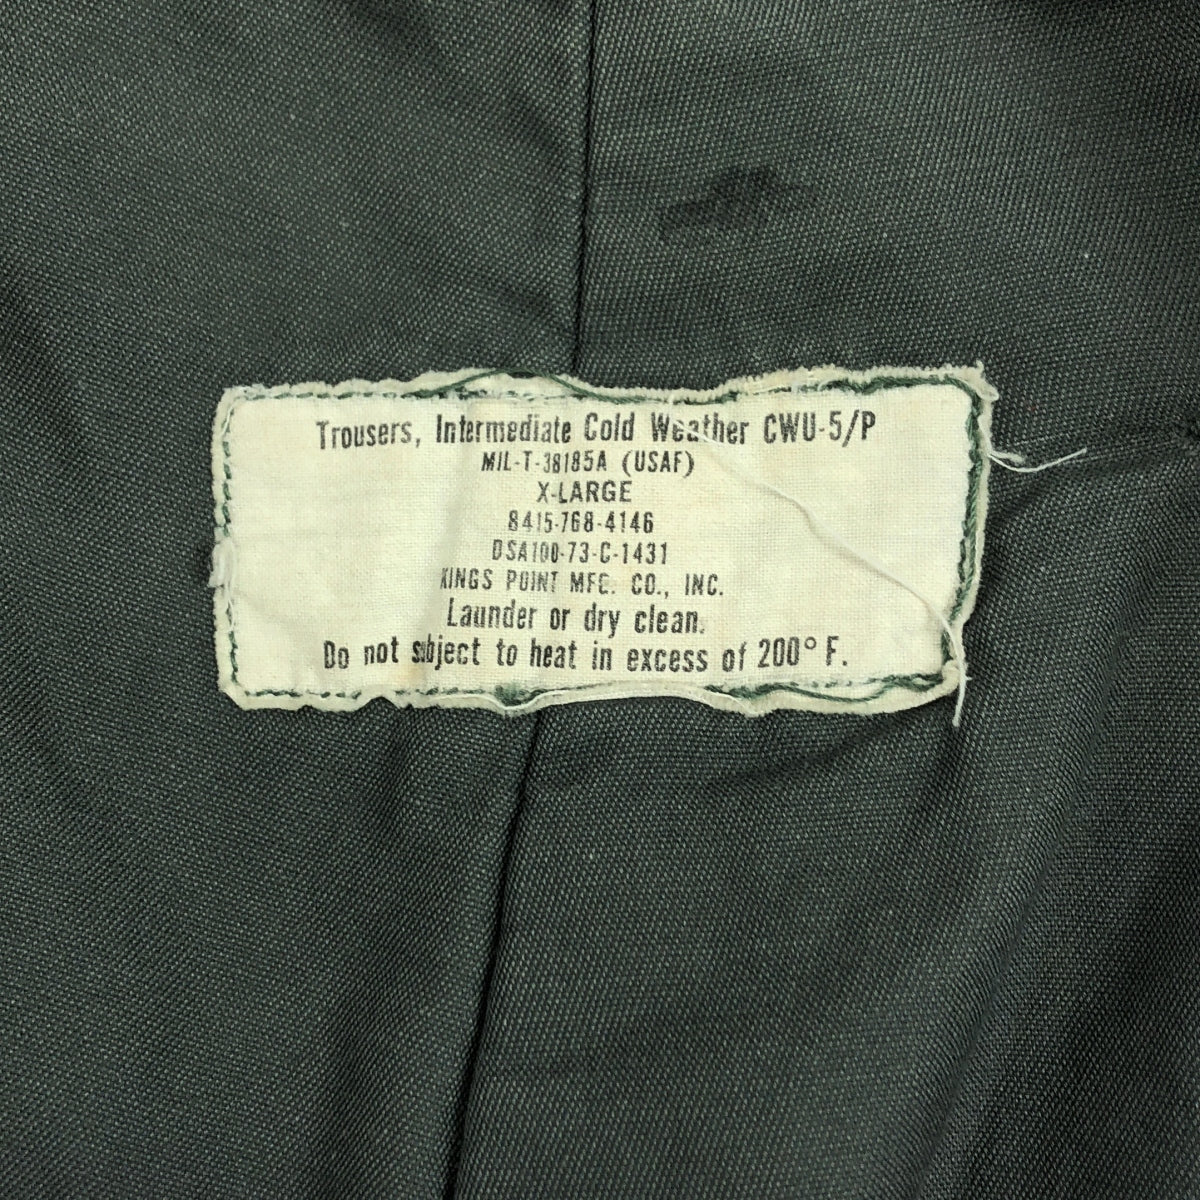 Trousers, Intermediate Cold Weather CWU-5/P
MIL-T-38185A (USAF)
X-LARGE
8415-768-4146
DSA100-73-C-1431
KINGS POINT MFG. CO., INC.
Launder or dry clean.
Do not subject to heat in excess of 200° F.